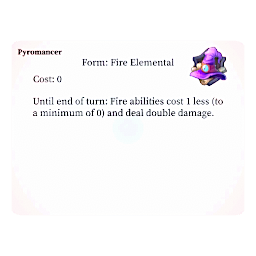 Pyromancer
Form: Fire Elemental
Cost: 0
Until end of turn: Fire abilities cost 1 less (to
a minimum of 0) and deal double damage.